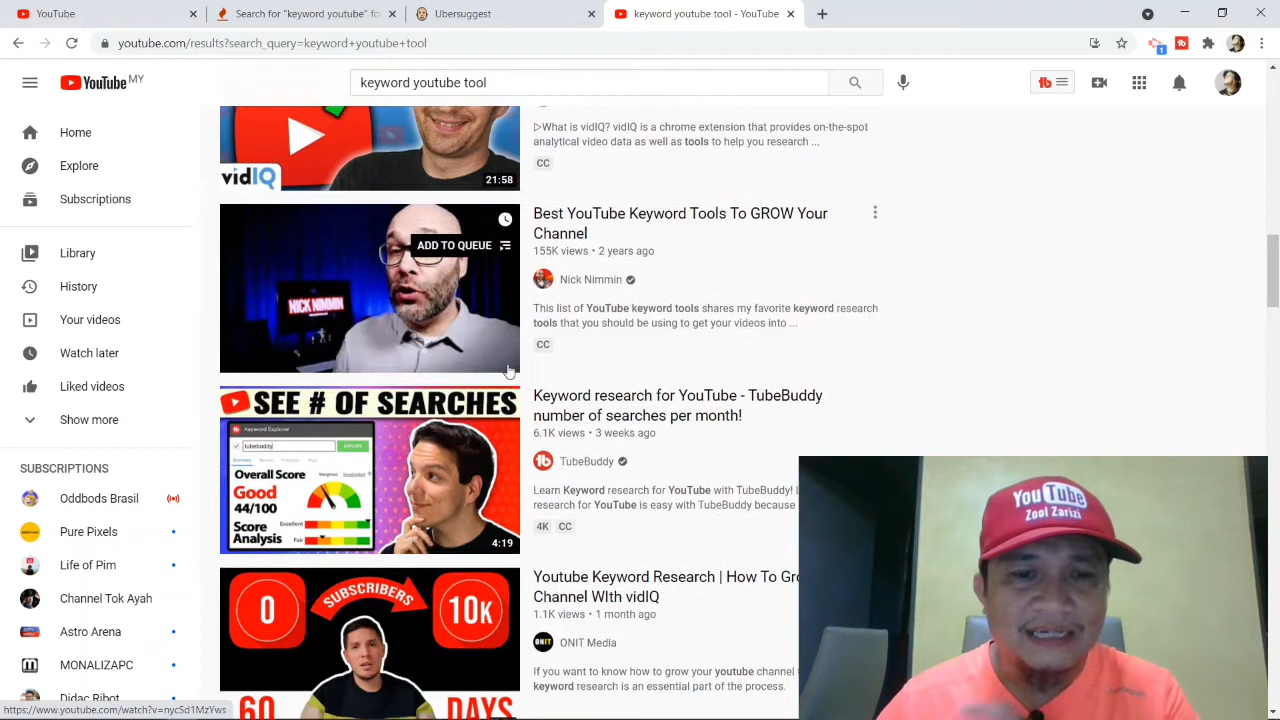 Keywords Everywhere" fo
Ubersuggest
keyword youtube tool - YouTube
youtube.com/results?search_query=keyword+youtube+tool
1
YouTube MY
keyword youtube tool
Home
Explore
Subscriptions
Library
History
Your videos
Watch later
Liked videos
Show more
SUBSCRIPTIONS
Oddbods Brasil
Pure Pixels
Life of Pim
Channel Tok Ayah
Astro Arena
MONALIZAPC
Didac Ribot
https://www.youtube.com/watch?v=nycSd1MzYws
vidIQ
21:58
▷What is vidIQ? vidIQ is a chrome extension that provides on-the-spot
analytical video data as well as tools to help you research ...
CC
ADD TO QUEUE
NICK NIMMIN
Best YouTube Keyword Tools To GROW Your
Channel
155K views • 2 years ago
Nick Nimmin
This list of YouTube keyword tools shares my favorite keyword research
tools that you should be using to get your videos into ...
CC
SEE # OF SEARCHES
Keyword Explorer
tubebuddy
EXPLORE
Overall Score
Good
44/100
Score
Analysis
Excellent
Fair
4:19
Keyword research for YouTube - TubeBuddy
number of searches per month!
6.1K views • 3 weeks ago
TubeBuddy
Learn Keyword research for YouTube with TubeBuddy!
research for YouTube is easy with TubeBuddy because
4K CC
0
SUBSCRIBERS
10K
60 DAYS
Youtube Keyword Research | How To Gro
Channel WIth vidIQ
1.1K views • 1 month ago
ONIT
ONIT Media
If you want to know how to grow your youtube channel
keyword research is an essential part of the process.
YouTube
Zool Zarizi